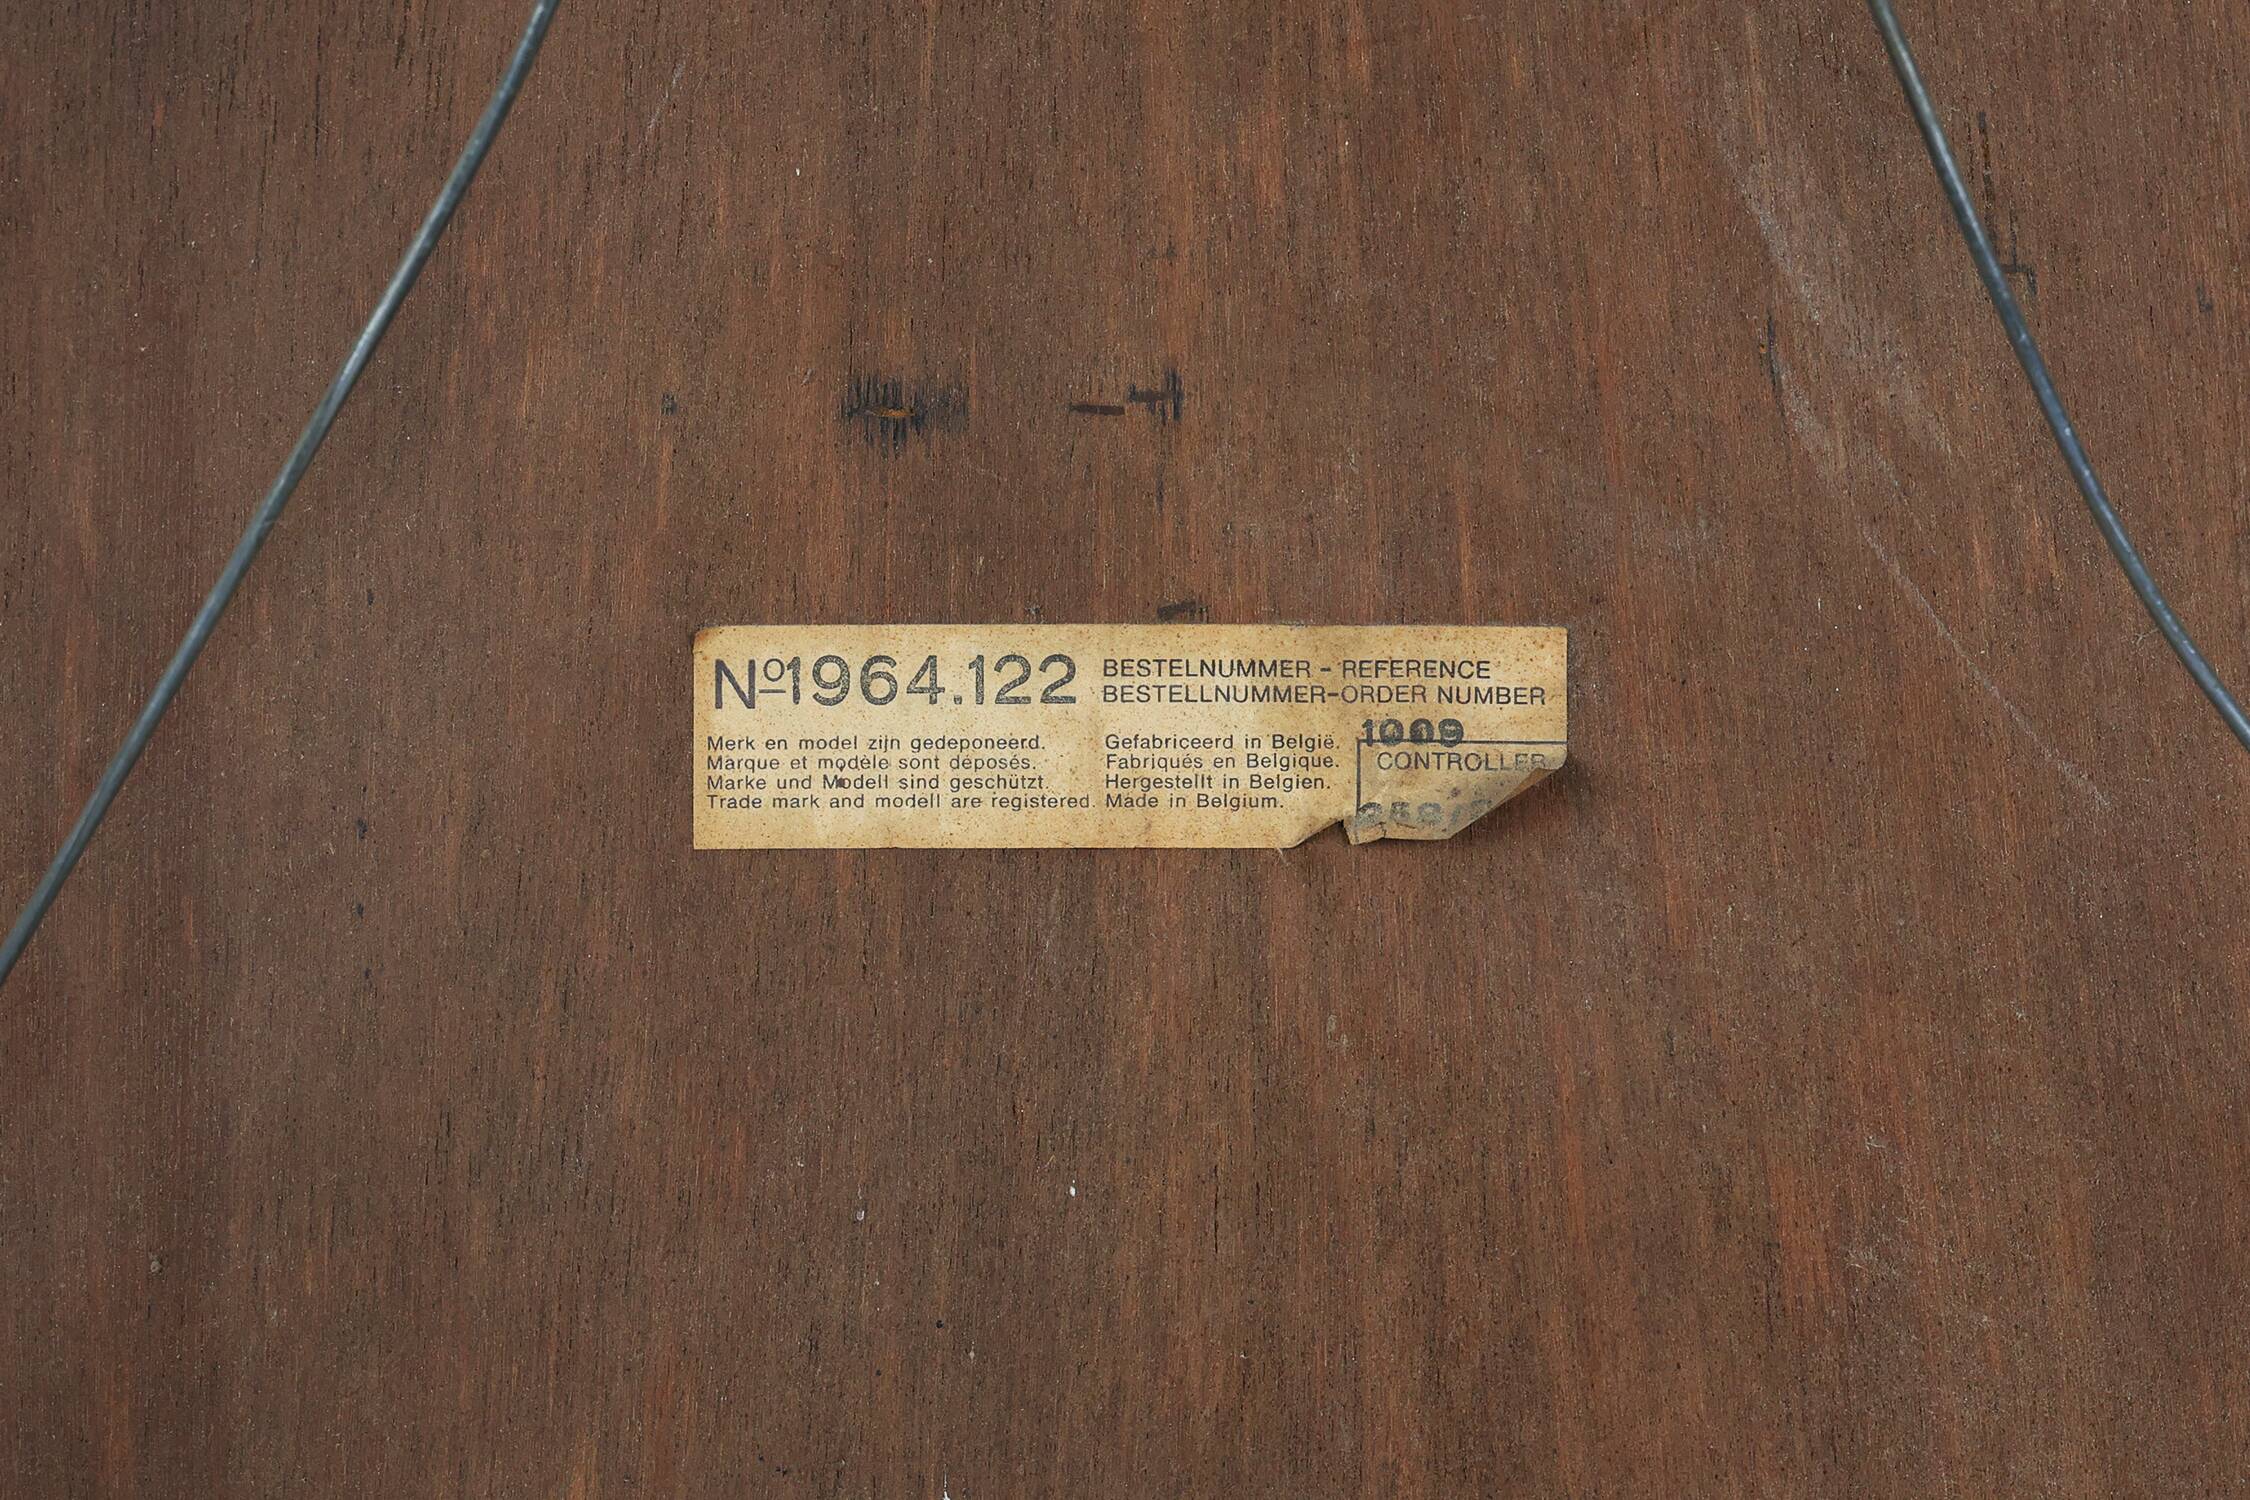 Nº1964.122
BESTELNUMMER - REFERENCE
BESTELLNUMMER-ORDER NUMBER
Merk en model zijn gedeponeerd.
Marque et modèle sont déposés.
Marke und Modell sind geschützt.
Trade mark and modell are registered.
Gefabriceerd in België.
Fabriqués en Belgique.
Hergestellt in Belgien.
Made in Belgium.
1009
CONTROLLER